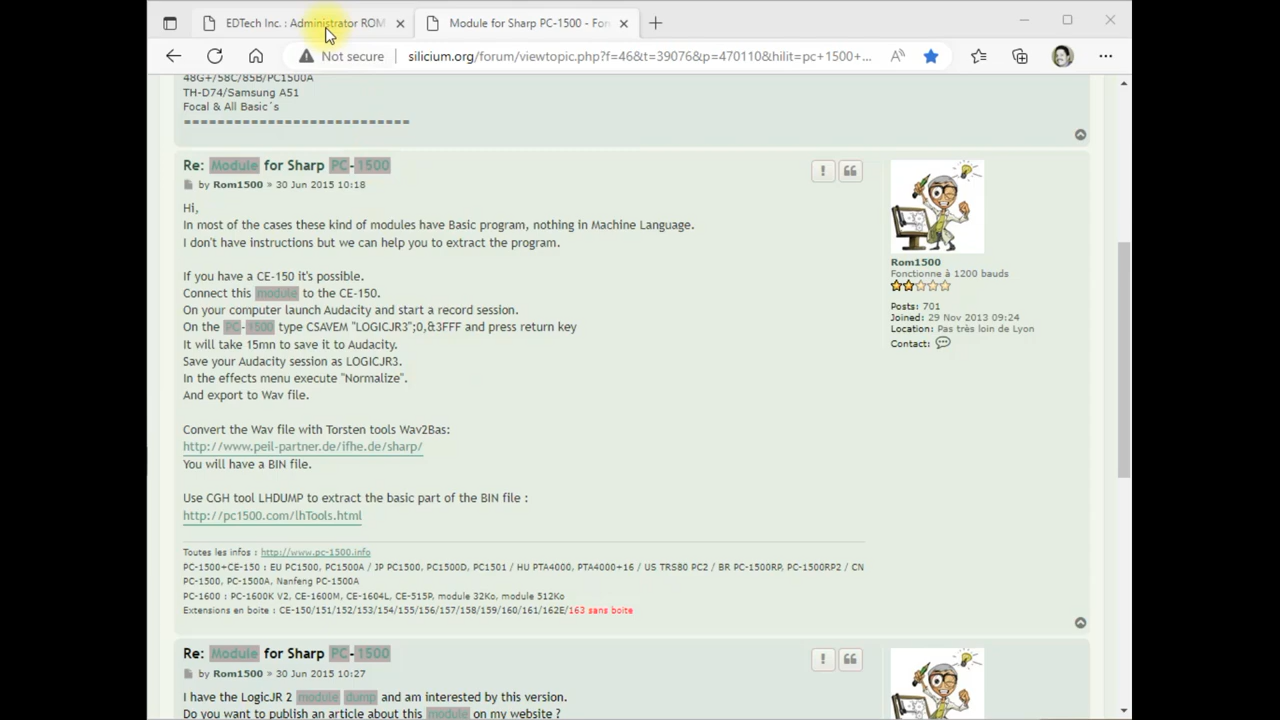 EDTech Inc. : Administrator ROM
Module for Sharp PC-1500 - For
Not secure
silicium.org/forum/viewtopic.php?f=46&t=39076&p=470110&hilit=pc+1500+...
48G+/58C/85B/PC1500A
TH-D74/Samsung A51
Focal & All Basic´s
==========================
Re: Module for Sharp PC-1500
by Rom1500 » 30 Jun 2015 10:18
Hi,
In most of the cases these kind of modules have Basic program, nothing in Machine Language.
I don't have instructions but we can help you to extract the program.
If you have a CE-150 it's possible.
Connect this module to the CE-150.
On your computer launch Audacity and start a record session.
On the PC-1500 type CSAVEM "LOGICJR3";0,&3FFF and press return key
It will take 15mn to save it to Audacity.
Save your Audacity session as LOGICJR3.
In the effects menu execute "Normalize".
And export to Wav file.
Convert the Wav file with Torsten tools Wav2Bas:
http://www.peil-partner.de/ifhe.de/sharp/
You will have a BIN file.
Use CGH tool LHDUMP to extract the basic part of the BIN file :
http://pc1500.com/lhTools.html
Toutes les infos : http://www.pc-1500.info
PC-1500+CE-150 : EU PC1500, PC1500A / JP PC1500, PC1500D, PC1501 / HU PTA4000, PTA4000+16 / US TRS80 PC2 / BR PC-1500RP, PC-1500RP2 / CN
PC-1500, PC-1500A, Nanfeng PC-1500A
PC-1600 : PC-1600K V2, CE-1600M, CE-1604L, CE-515P, module 32Ko, module 512Ko
Extensions en boite : CE-150/151/152/153/154/155/156/157/158/159/160/161/162E/163 sans boite
Rom1500
Fonctionne à 1200 bauds
Posts: 701
Joined: 29 Nov 2013 09:24
Location: Pas très loin de Lyon
Contact:
Re: Module for Sharp PC-1500
by Rom1500 » 30 Jun 2015 10:27
I have the LogicJR 2 module dump and am interested by this version.
Do you want to publish an article about this module on my website ?